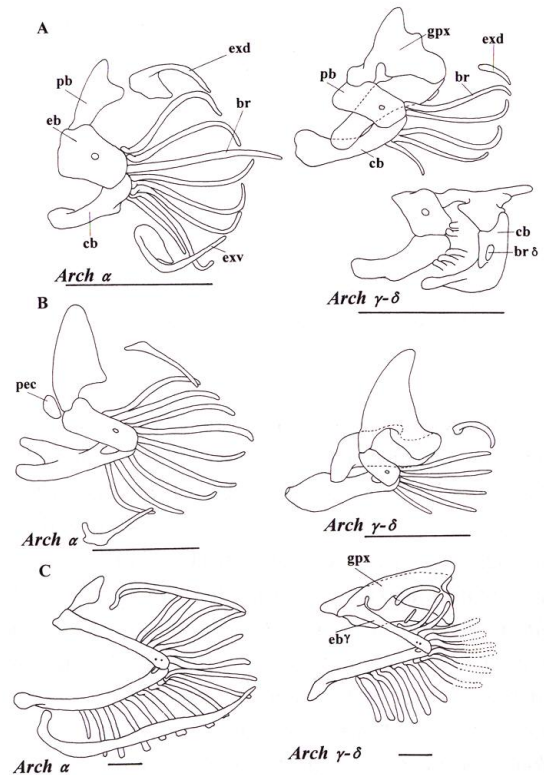 A
exd
pb
br
eb
cb
exv
Arch α
gpx
exd
pb
br
cb
cb
br δ
Arch γ-δ
B
pec
Arch α
Arch γ-δ
C
Arch α
gpx
ebγ
Arch γ-δ